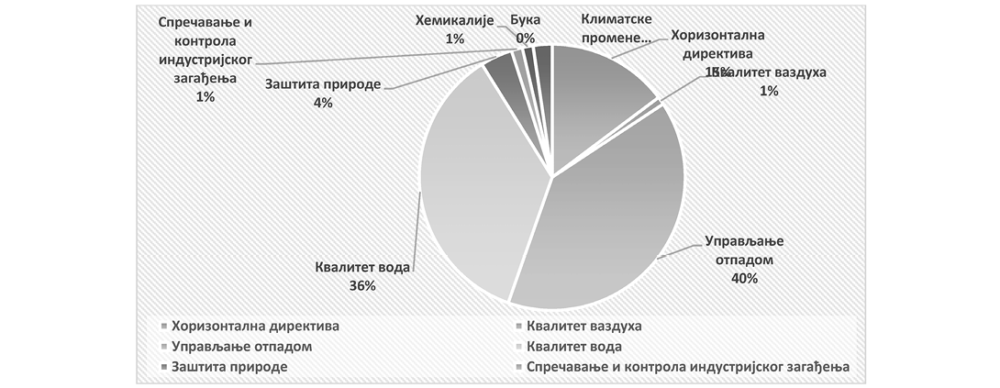 Спречавање и
контрола
индустријског
загађења
1%
Заштита природе
4%
Хемикалије
1%
Бука
0%
Климатске
промене...
Хоризонтална
директива
Квалитет ваздуха
1%
Управљање
отпадом
40%
Квалитет вода
36%
Хоризонтална директива
Квалитет ваздуха
Управљање отпадом
Квалитет вода
Заштита природе
Спречавање и контрола индустријског загађења